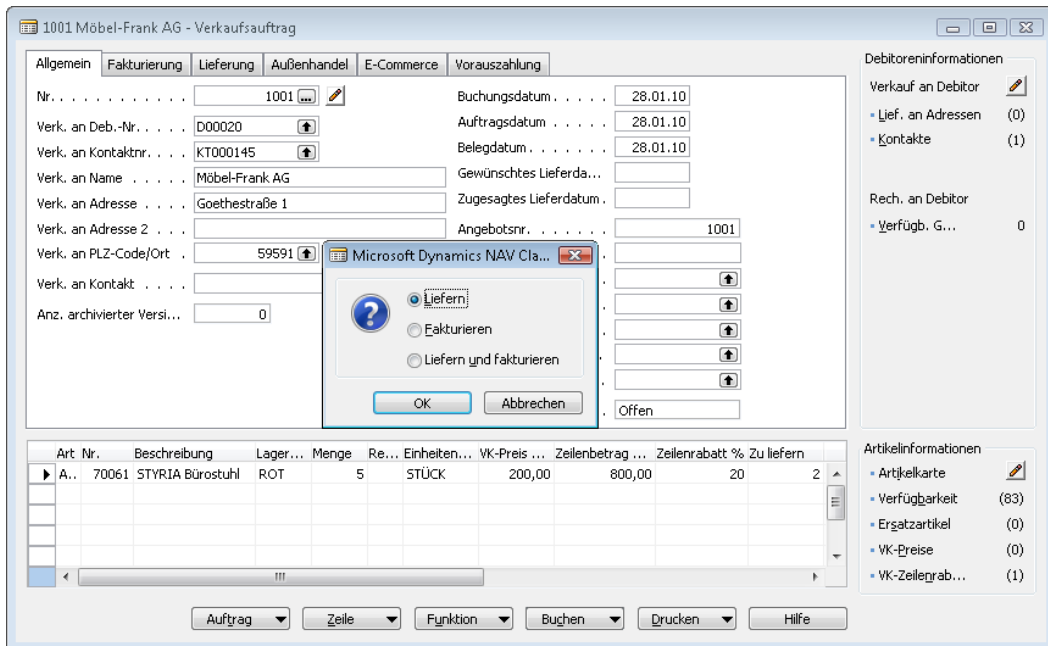 1001 Möbel-Frank AG - Verkaufsauftrag
Allgemein Fakturierung Lieferung Außenhandel E-Commerce Vorauszahlung
Nr. . . . . . . . . . . . 1001 ...
Verk. an Deb.-Nr. . . . . D00020
Verk. an Kontaktnr. . . . KT000145
Verk. an Name . . . . . Möbel-Frank AG
Verk. an Adresse . . . . Goethestraße 1
Verk. an Adresse 2 . . .
Verk. an PLZ-Code/Ort . 59591
Verk. an Kontakt . . . .
Anz. archivierter Versi... 0
Buchungsdatum . . . . . 28.01.10
Auftragsdatum . . . . . 28.01.10
Belegdatum . . . . . . . 28.01.10
Gewünschtes Lieferda...
Zugesagtes Lieferdatum .
Angebotsnr. . . . . . . . 1001
. Offen
Microsoft Dynamics NAV Cla...
Liefern
Fakturieren
Liefern und fakturieren
OK Abbrechen
Debitoreninformationen
Verkauf an Debitor
Lief. an Adressen (0)
Kontakte (1)
Rech. an Debitor
Verfügb. G... 0
Art Nr. Beschreibung Lager... Menge Re... Einheiten... VK-Preis ... Zeilenbetrag ... Zeilenrabatt % Zu liefern
A.. 70061 STYRIA Bürostuhl ROT 5 STÜCK 200,00 800,00 20 2
Artikelinformationen
Artikelkarte
Verfügbarkeit (83)
Ersatzartikel (0)
VK-Preise (0)
VK-Zeilenrab... (1)
Auftrag Zeile Funktion Buchen Drucken Hilfe